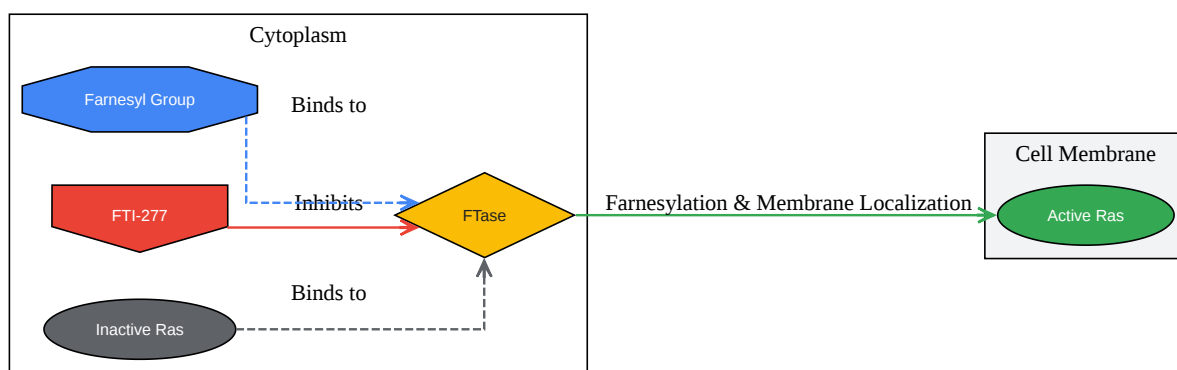 Cytoplasm
Farnesyl Group
Binds to
Cell Membrane
FTI-277
Inhibits
FTase
Farnesylation & Membrane Localization
Active Ras
Binds to
Inactive Ras